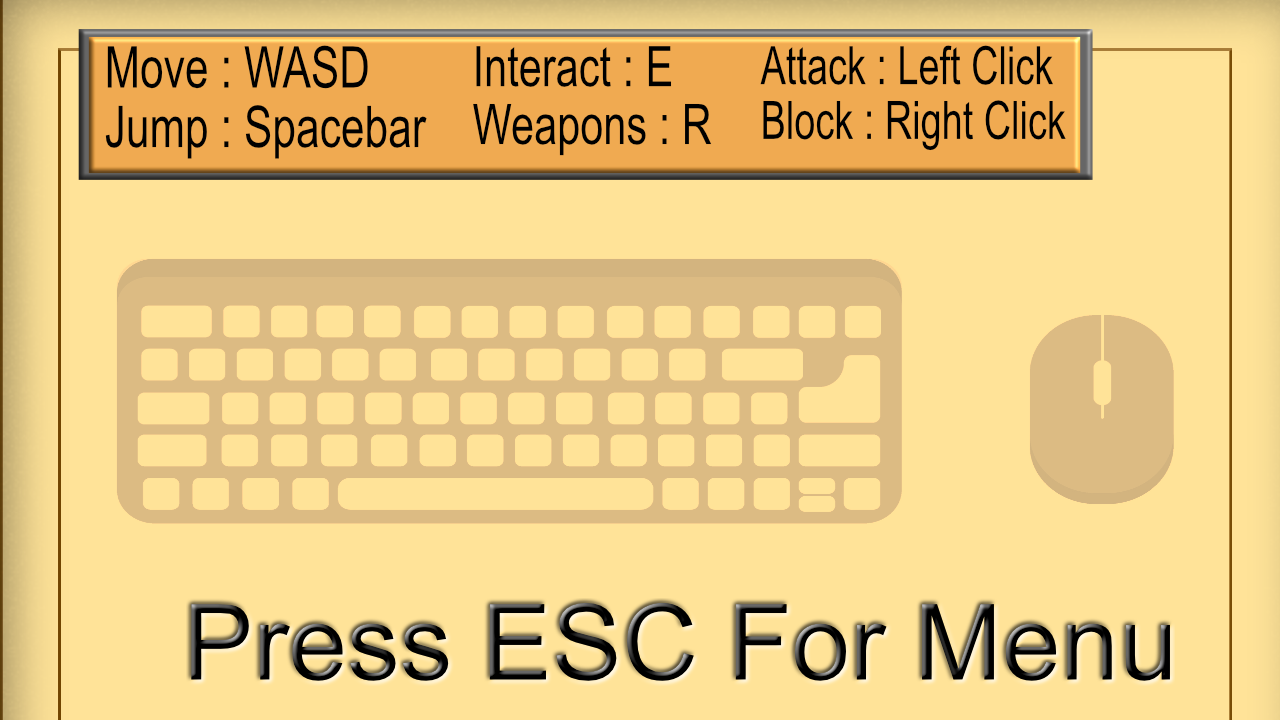 Move : WASD
Jump : Spacebar
Interact : E
Weapons : R
Attack : Left Click
Block : Right Click
Press ESC For Menu